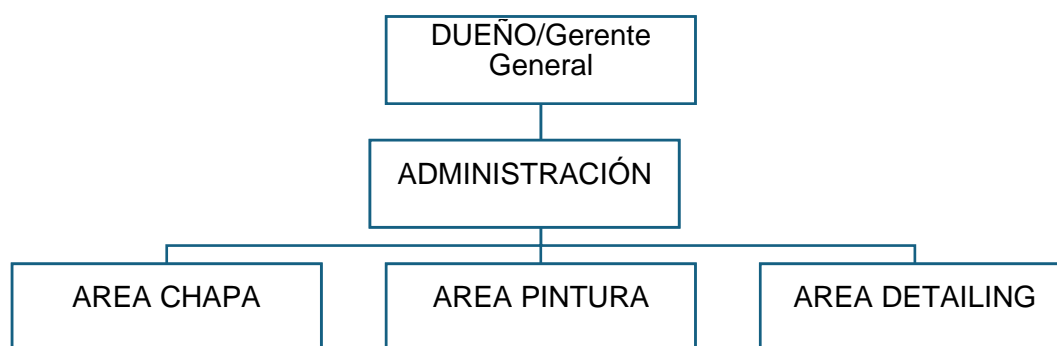 DUEÑO/Gerente
General
ADMINISTRACIÓN
AREA CHAPA
AREA PINTURA
AREA DETAILING